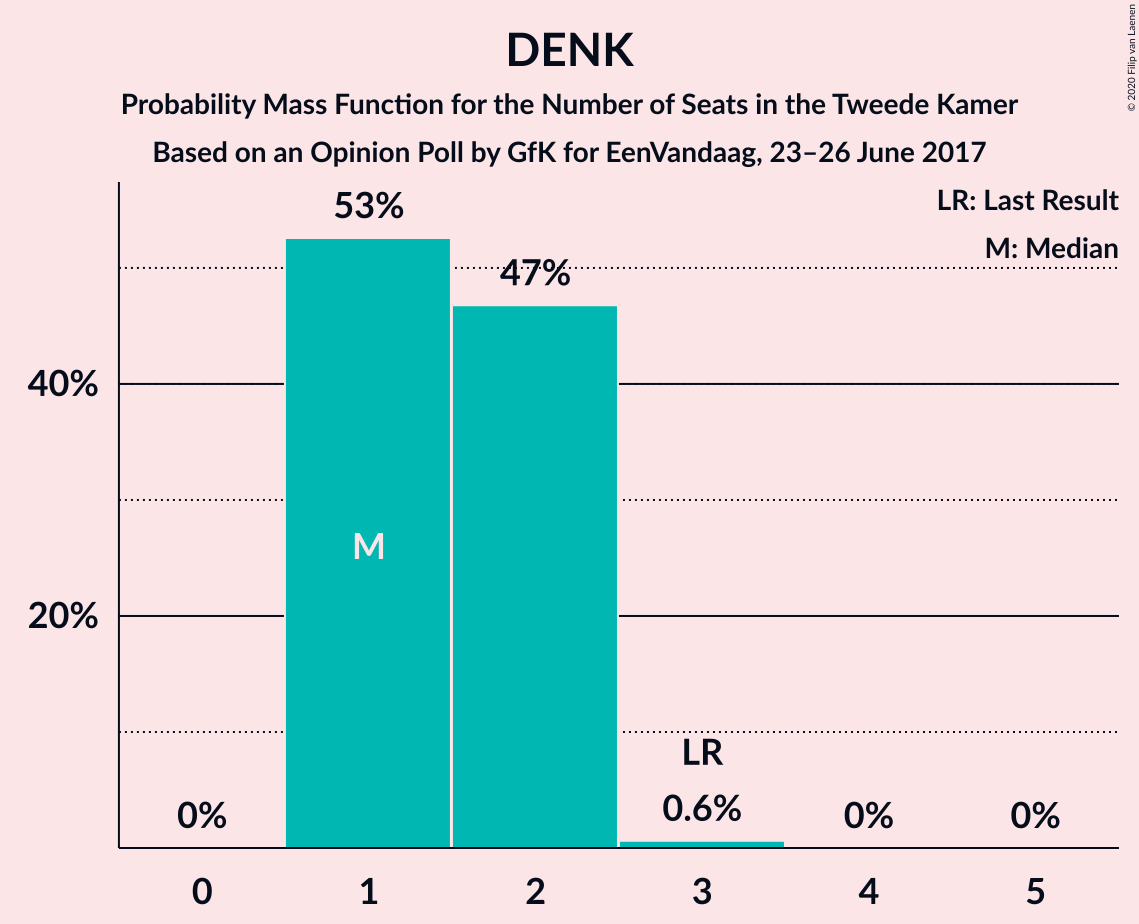 DENK
Probability Mass Function for the Number of Seats in the Tweede Kamer
Based on an Opinion Poll by GfK for EenVandaag, 23–26 June 2017
© 2020 Filip van Laenen
LR: Last Result
M: Median
53%
47%
40%
M
20%
LR
0%
0.6%
0%
0%
0 1 2 3 4 5